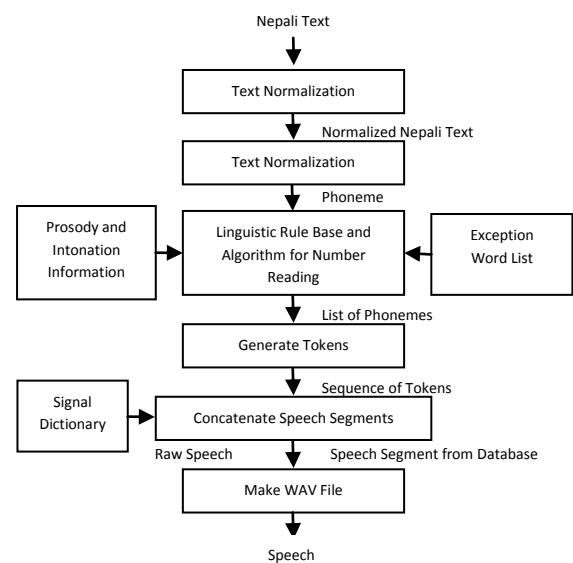 Nepali Text
Text Normalization
Normalized Nepali Text
Text Normalization
Phoneme
Prosody and
Intonation
Information
Linguistic Rule Base and
Algorithm for Number
Reading
Exception
Word List
List of Phonemes
Generate Tokens
Sequence of Tokens
Signal
Dictionary
Concatenate Speech Segments
Raw Speech
Speech Segment from Database
Make WAV File
Speech